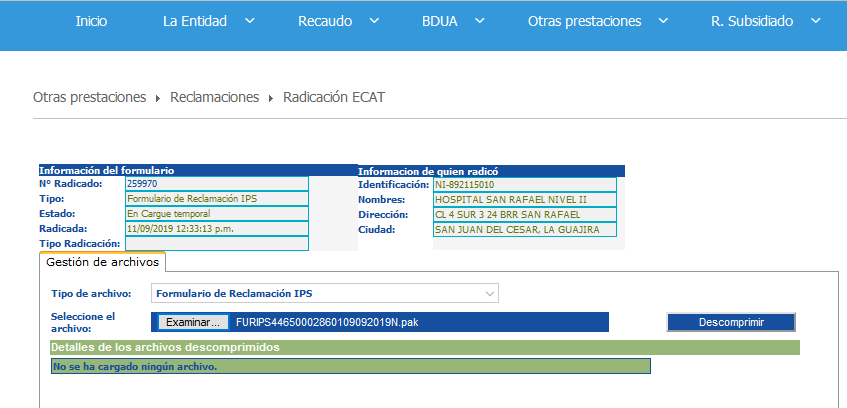 Inicio La Entidad Recaudo BDUA Otras prestaciones R. Subsidiado
Otras prestaciones Reclamaciones Radicación ECAT
Información del formulario
Nº Radicado: 259970
Tipo: Formulario de Reclamación IPS
Estado: En Cargue temporal
Radicada: 11/09/2019 12:33:13 p.m.
Tipo Radicación:
Informacion de quien radicó
Identificación: NI-892115010
Nombres: HOSPITAL SAN RAFAEL NIVEL II
Dirección: CL 4 SUR 3 24 BRR SAN RAFAEL
Ciudad: SAN JUAN DEL CESAR, LA GUAJIRA
Gestión de archivos
Tipo de archivo: Formulario de Reclamación IPS
Seleccione el
archivo: Examinar... FURIPS44650002860109092019N.pak Descomprimir
Detalles de los archivos descomprimidos
No se ha cargado ningún archivo.